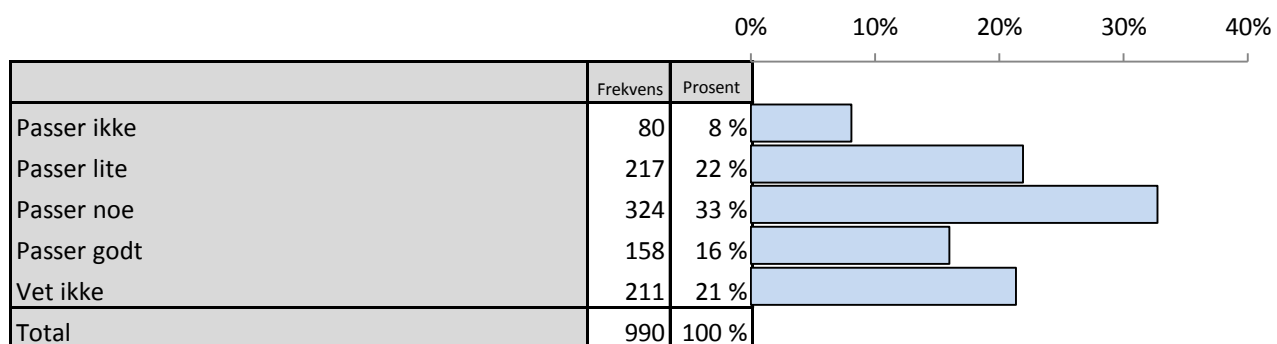 0% 10% 20% 30% 40%
Frekvens Prosent
Passer ikke 80 8 %
Passer lite 217 22 %
Passer noe 324 33 %
Passer godt 158 16 %
Vet ikke 211 21 %
Total 990 100 %